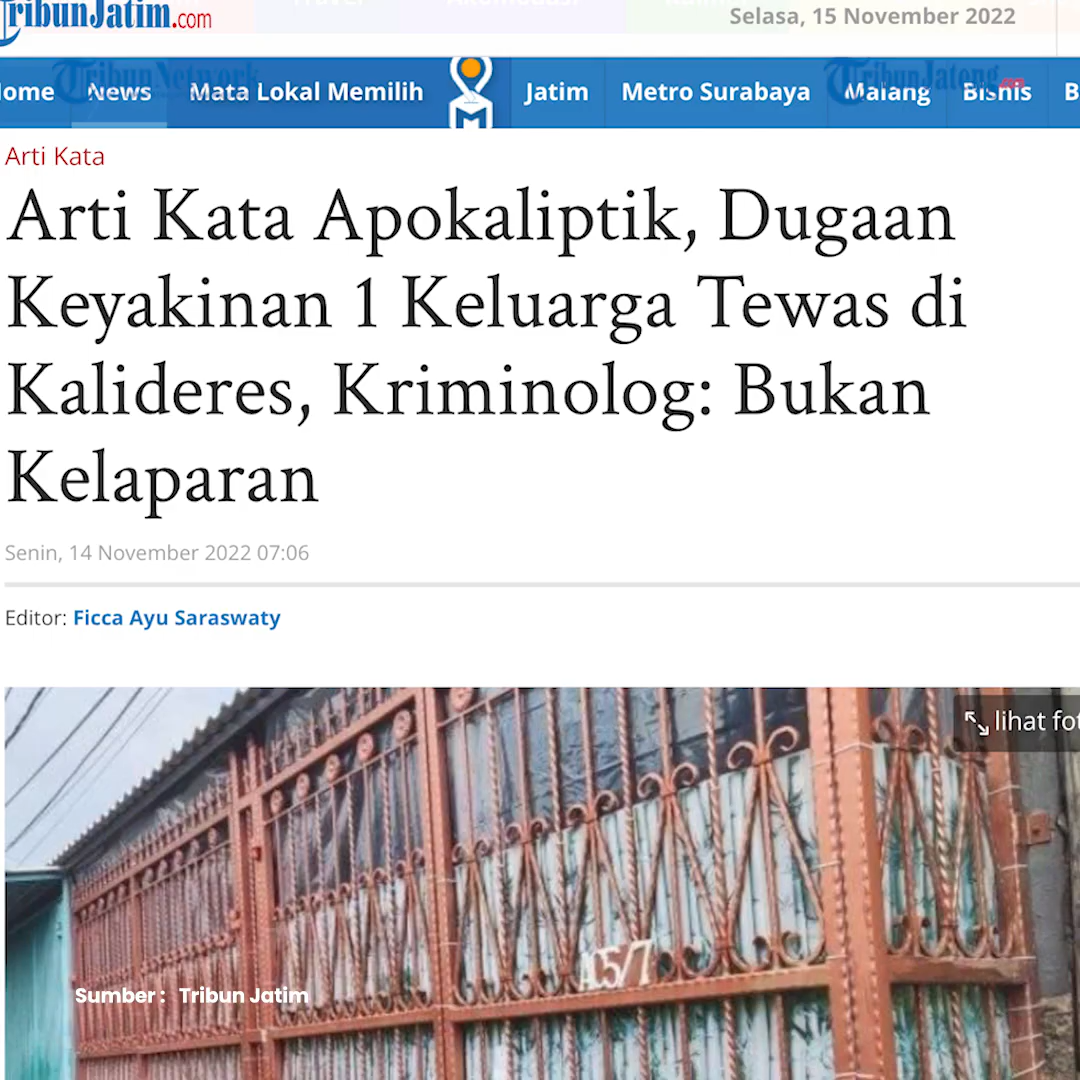 TribunJatim.com
Selasa, 15 November 2022
Home News Mata Lokal Memilih Jatim Metro Surabaya Malang Bisnis
Arti Kata
Arti Kata Apokaliptik, Dugaan
Keyakinan 1 Keluarga Tewas di
Kalideres, Kriminolog: Bukan
Kelaparan
Senin, 14 November 2022 07:06
Editor: Ficca Ayu Saraswaty
lihat fot
A5/7
Sumber : Tribun Jatim